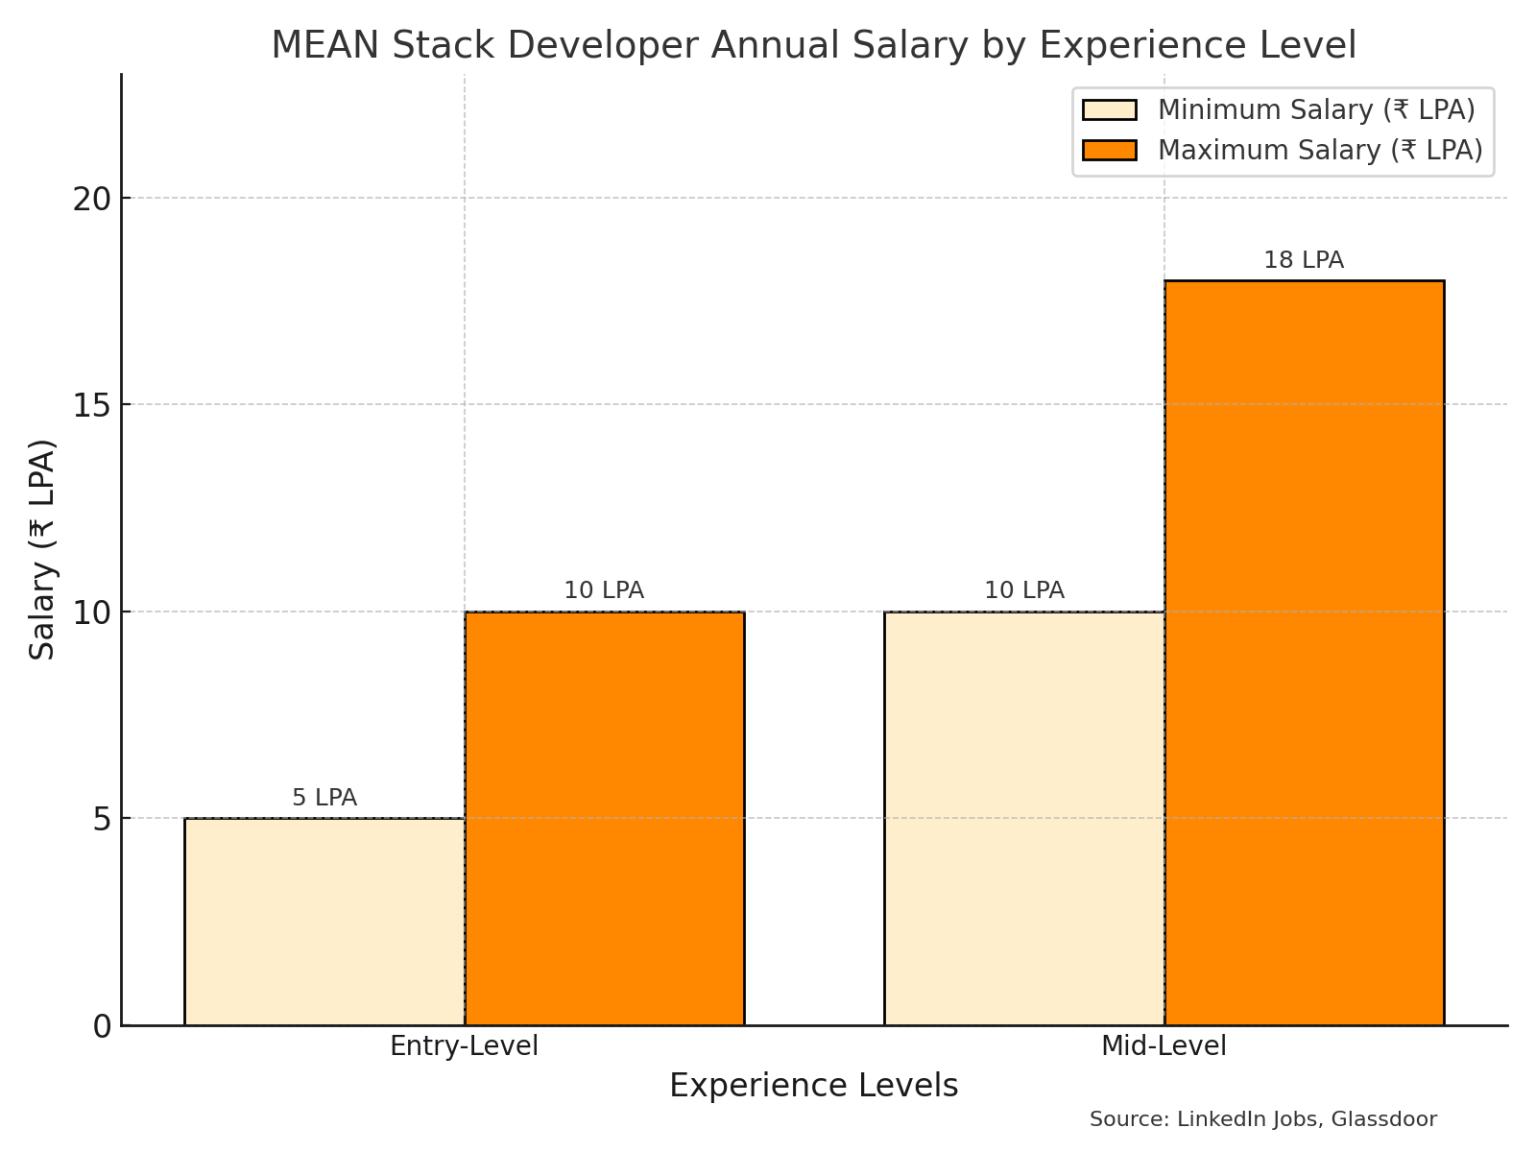 MEAN Stack Developer Annual Salary by Experience Level
Minimum Salary (₹ LPA)
Maximum Salary (₹ LPA)
20
15
10
5
0
Salary (₹ LPA)
18 LPA
10 LPA
10 LPA
5 LPA
Entry-Level
Mid-Level
Experience Levels
Source: LinkedIn Jobs, Glassdoor